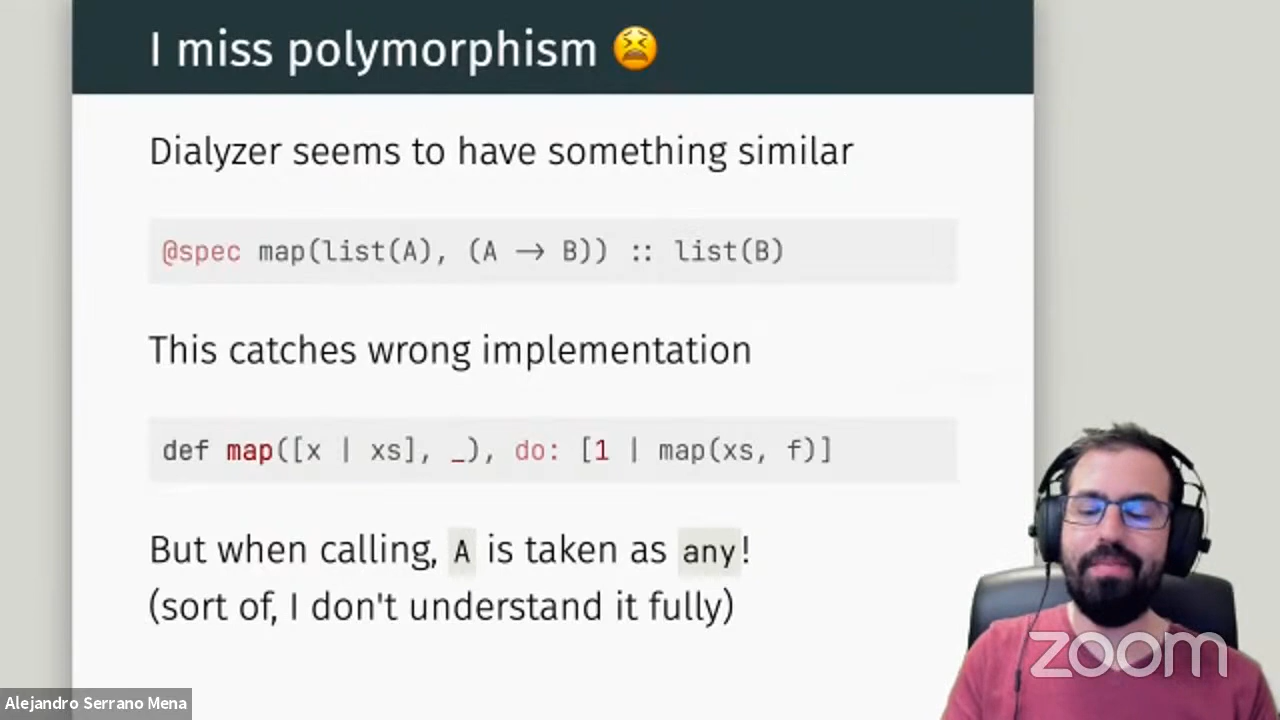 I miss polymorphism 😫
Dialyzer seems to have something similar
@spec map(list(A), (A → B)) :: list(B)
This catches wrong implementation
def map([x | xs], _), do: [1 | map(xs, f)]
But when calling, A is taken as any!
(sort of, I don't understand it fully)
zoom
Alejandro Serrano Mena